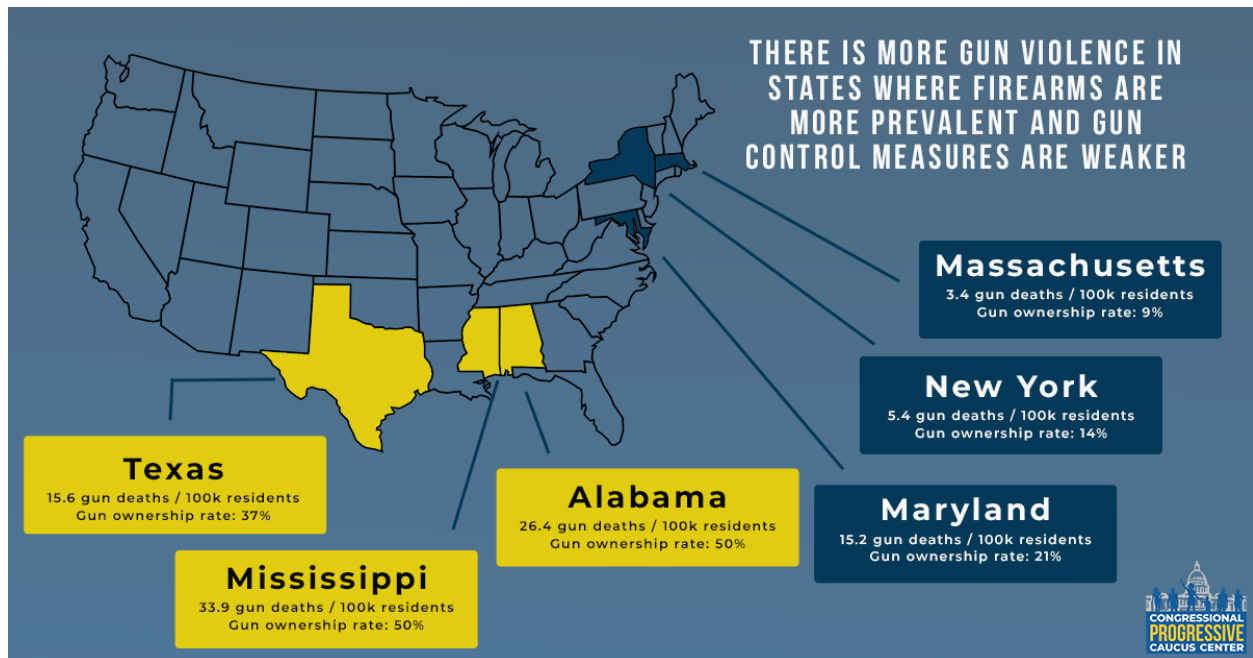 THERE IS MORE GUN VIOLENCE IN
STATES WHERE FIREARMS ARE
MORE PREVALENT AND GUN
CONTROL MEASURES ARE WEAKER
Massachusetts
3.4 gun deaths / 100k residents
Gun ownership rate: 9%
New York
5.4 gun deaths / 100k residents
Gun ownership rate: 14%
Texas
15.6 gun deaths / 100k residents
Gun ownership rate: 37%
Alabama
26.4 gun deaths / 100k residents
Gun ownership rate: 50%
Maryland
15.2 gun deaths / 100k residents
Gun ownership rate: 21%
Mississippi
33.9 gun deaths / 100k residents
Gun ownership rate: 50%
CONGRESSIONAL
PROGRESSIVE
CAUCUS CENTER